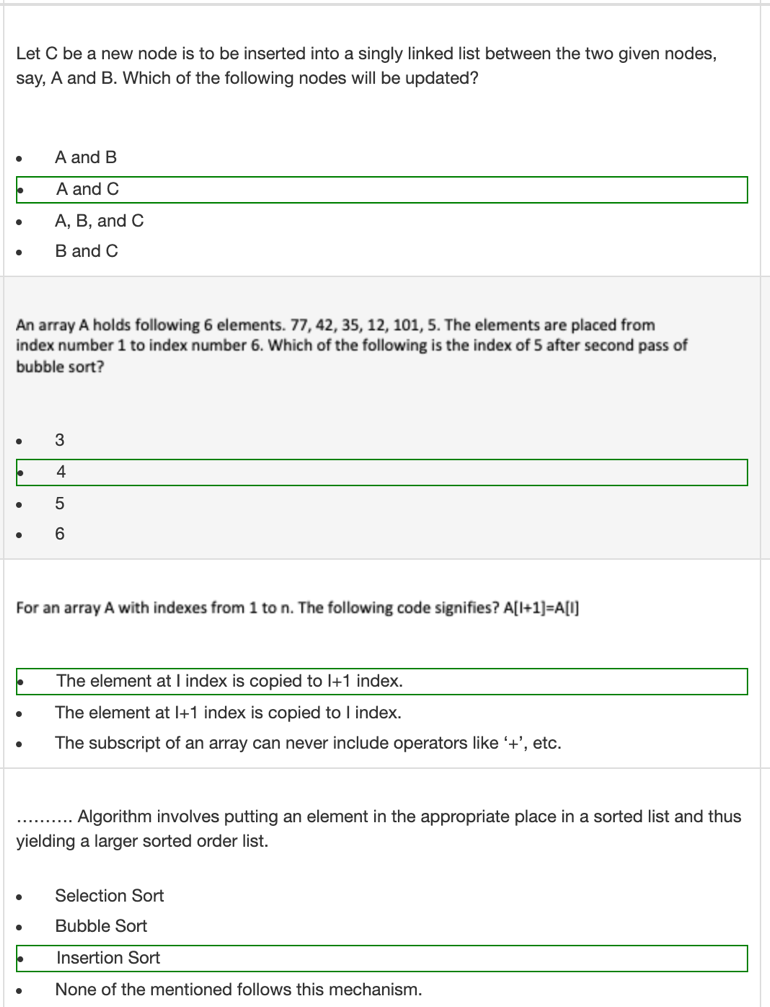 Let C be a new node is to be inserted into a singly linked list between the two given nodes,
say, A and B. Which of the following nodes will be updated?
• A and B
• A and C
• A, B, and C
• B and C
An array A holds following 6 elements. 77, 42, 35, 12, 101, 5. The elements are placed from
index number 1 to index number 6. Which of the following is the index of 5 after second pass of
bubble sort?
• 3
• 4
• 5
• 6
For an array A with indexes from 1 to n. The following code signifies? A[I+1]=A[I]
• The element at I index is copied to I+1 index.
• The element at I+1 index is copied to I index.
• The subscript of an array can never include operators like ‘+’, etc.
.......... Algorithm involves putting an element in the appropriate place in a sorted list and thus
yielding a larger sorted order list.
• Selection Sort
• Bubble Sort
• Insertion Sort
• None of the mentioned follows this mechanism.